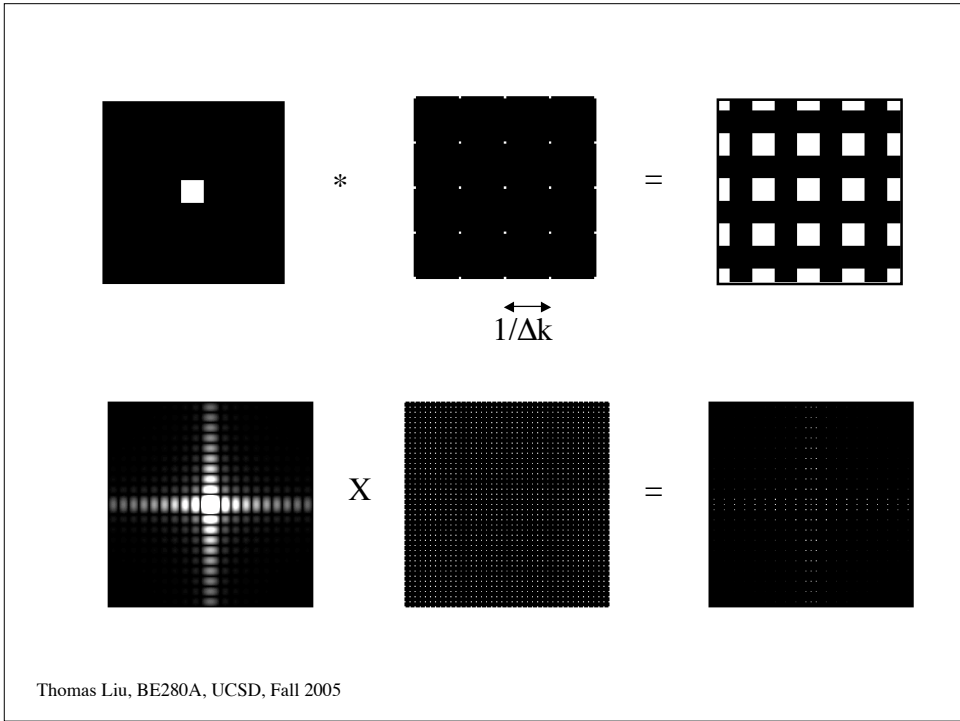 * =
1/Δk
X =
Thomas Liu, BE280A, UCSD, Fall 2005